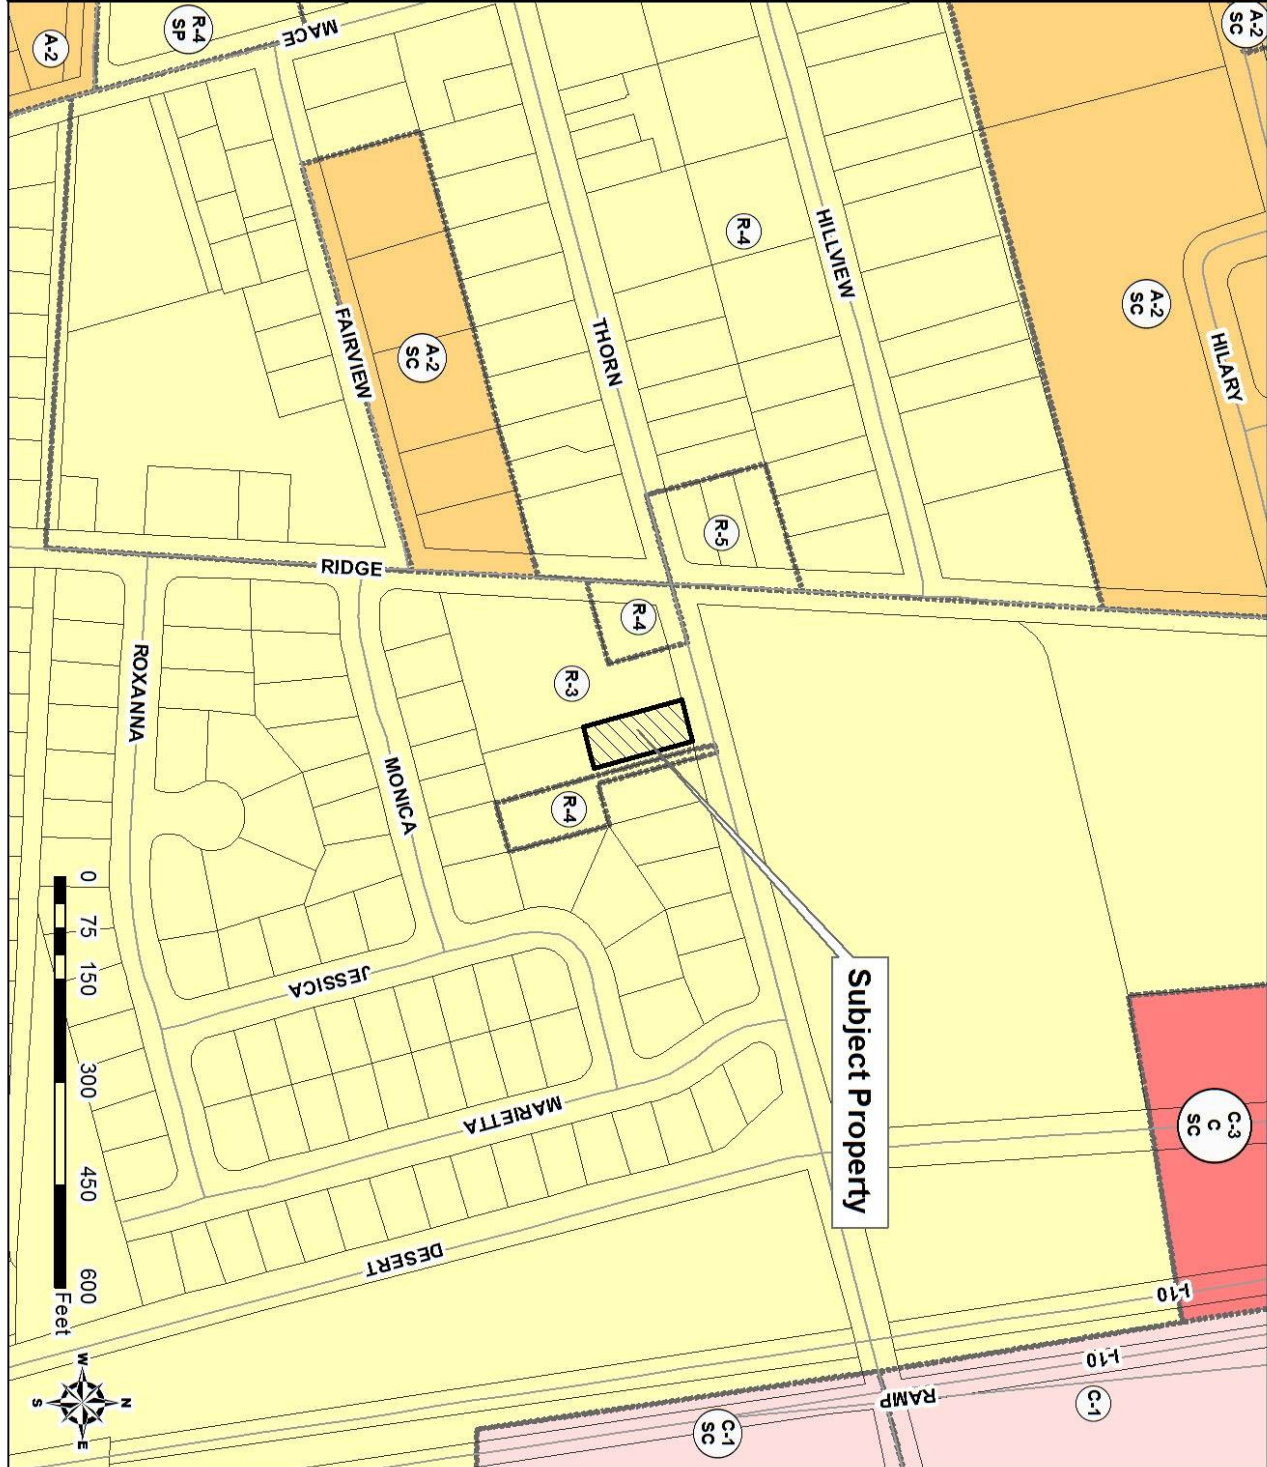 A-2
SC
HILARY
C-3
C
SC
I-10
A-2
SC
I-10
C-1
RAMP
Subject Property
HILLVIEW
R-4
R-5
C-1
SC
R-4
THORN
R-3
R-4
MARIETTA
A-2
SC
DESERT
MONICA
FAIRVIEW
RIDGE
JESSICA
MACE
R-4
SP
ROXANNA
N
W E
S
0 75 150 300 450 600
Feet
A-2